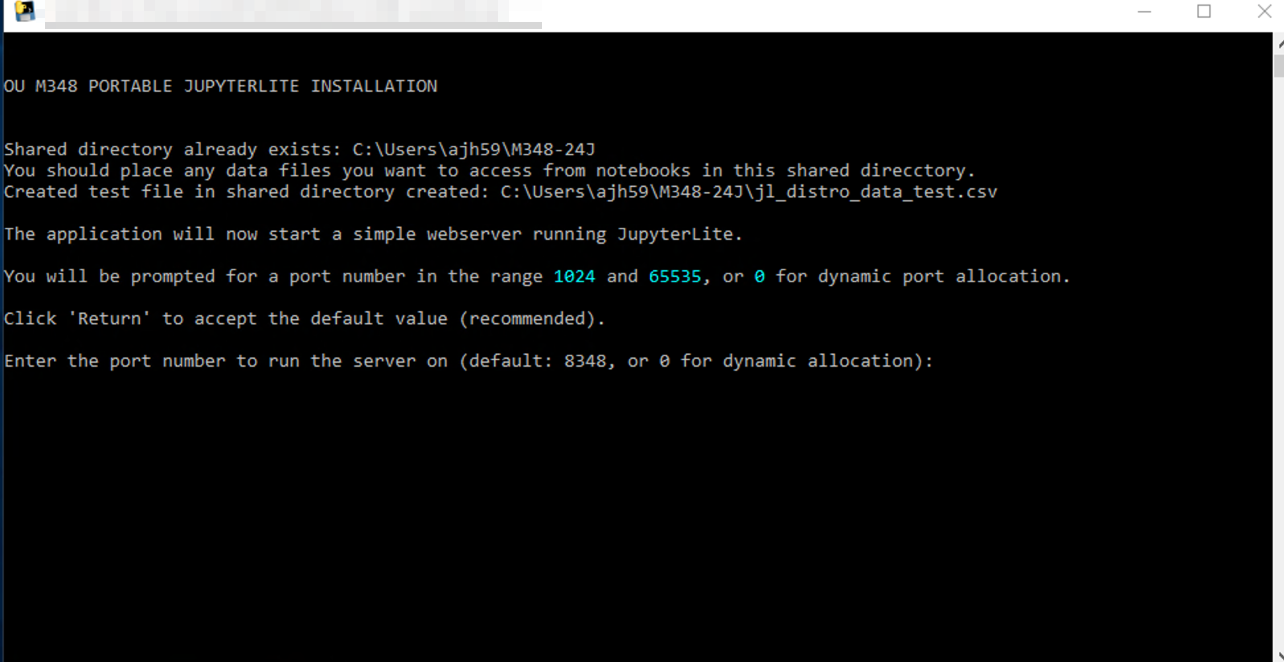 OU M348 PORTABLE JUPYTERLITE INSTALLATION
Shared directory already exists: C:\Users\ajh59\M348-24J
You should place any data files you want to access from notebooks in this shared direcctory.
Created test file in shared directory created: C:\Users\ajh59\M348-24J\jl_distro_data_test.csv
The application will now start a simple webserver running JupyterLite.
You will be prompted for a port number in the range 1024 and 65535, or 0 for dynamic port allocation.
Click 'Return' to accept the default value (recommended).
Enter the port number to run the server on (default: 8348, or 0 for dynamic allocation):